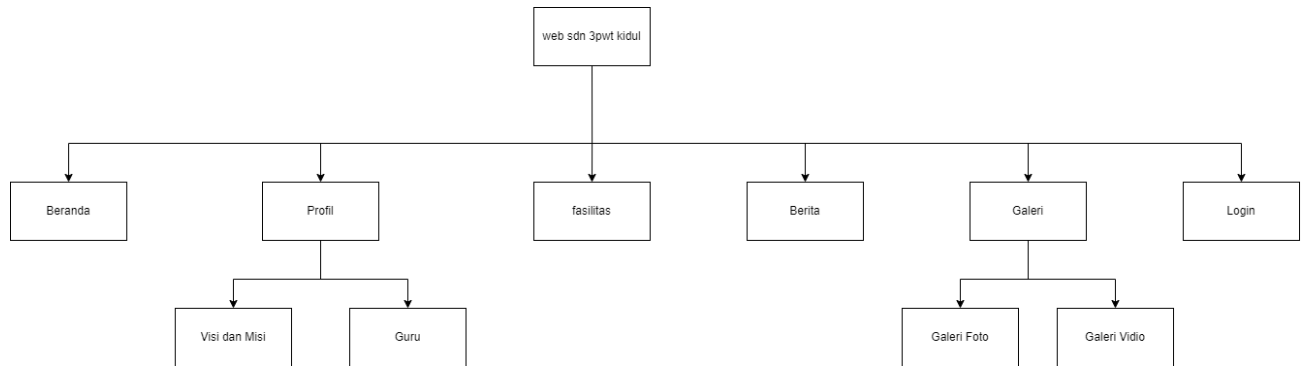 web sdn 3pwt kidul
Beranda
Profil
fasilitas
Berita
Galeri
Login
Visi dan Misi
Guru
Galeri Foto
Galeri Vidio